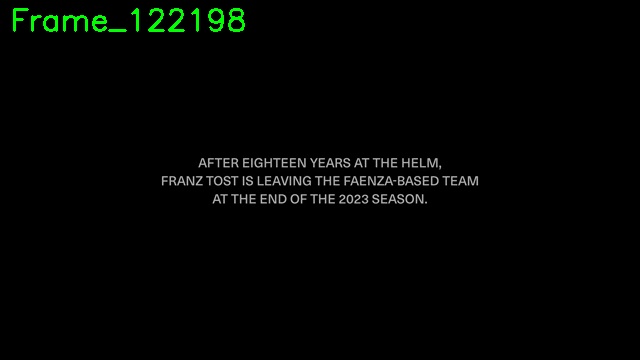 Frame_122198
AFTER EIGHTEEN YEARS AT THE HELM,
FRANZ TOST IS LEAVING THE FAENZA-BASED TEAM
AT THE END OF THE 2023 SEASON.